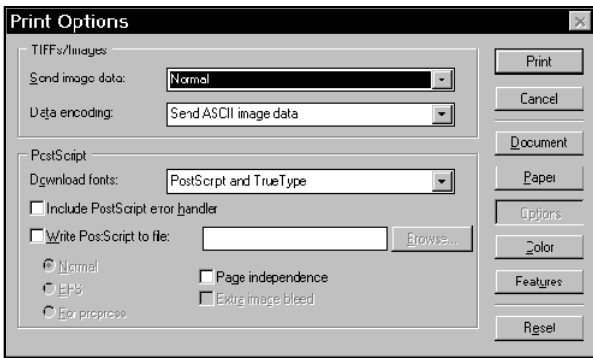 Print Options
TIFFs/Images
Send image data: Normal
Data encoding: Send ASCII image data
PostScript
Download fonts: PostScript and TrueType
Include PostScript error handler
Write PostScript to file: Browse...
Normal
EPS
For prepress
Page independence
Extra image bleed
Print
Cancel
Document
Paper
Options
Color
Features
Reset